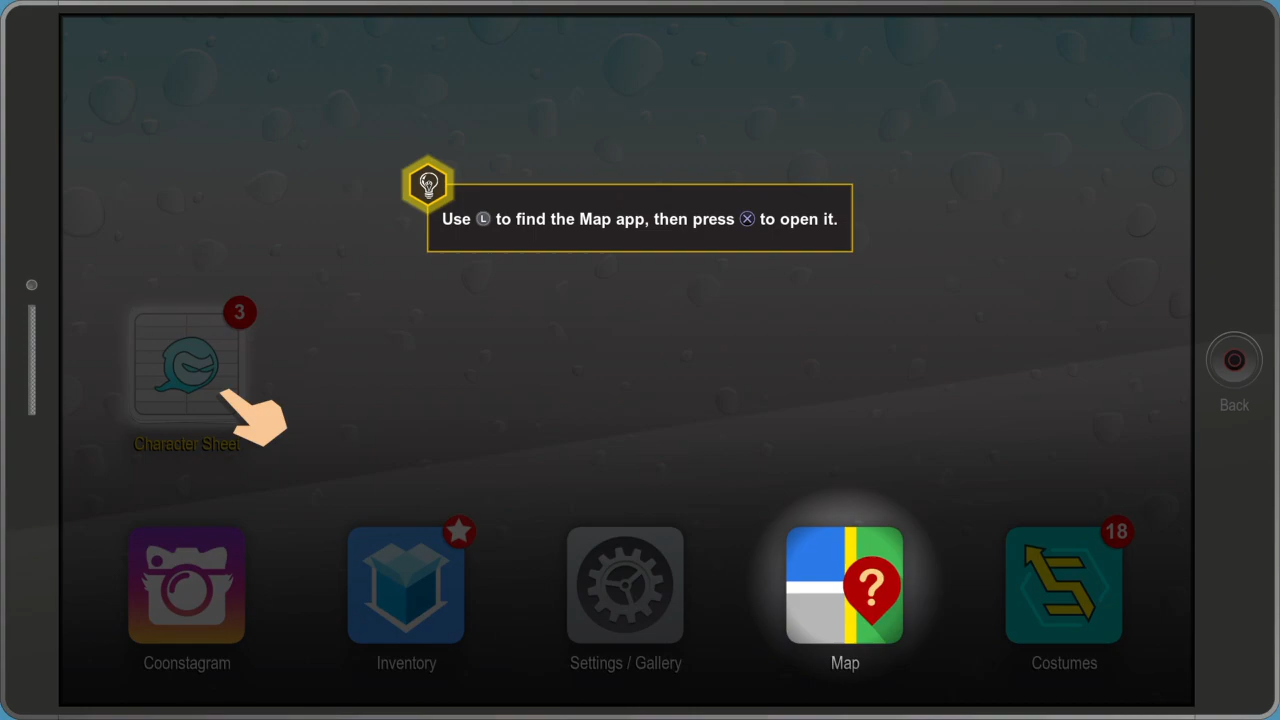 Use L to find the Map app, then press X to open it.
3
Character Sheet
Back
18
?
Coonstagram
Inventory
Settings / Gallery
Map
Costumes